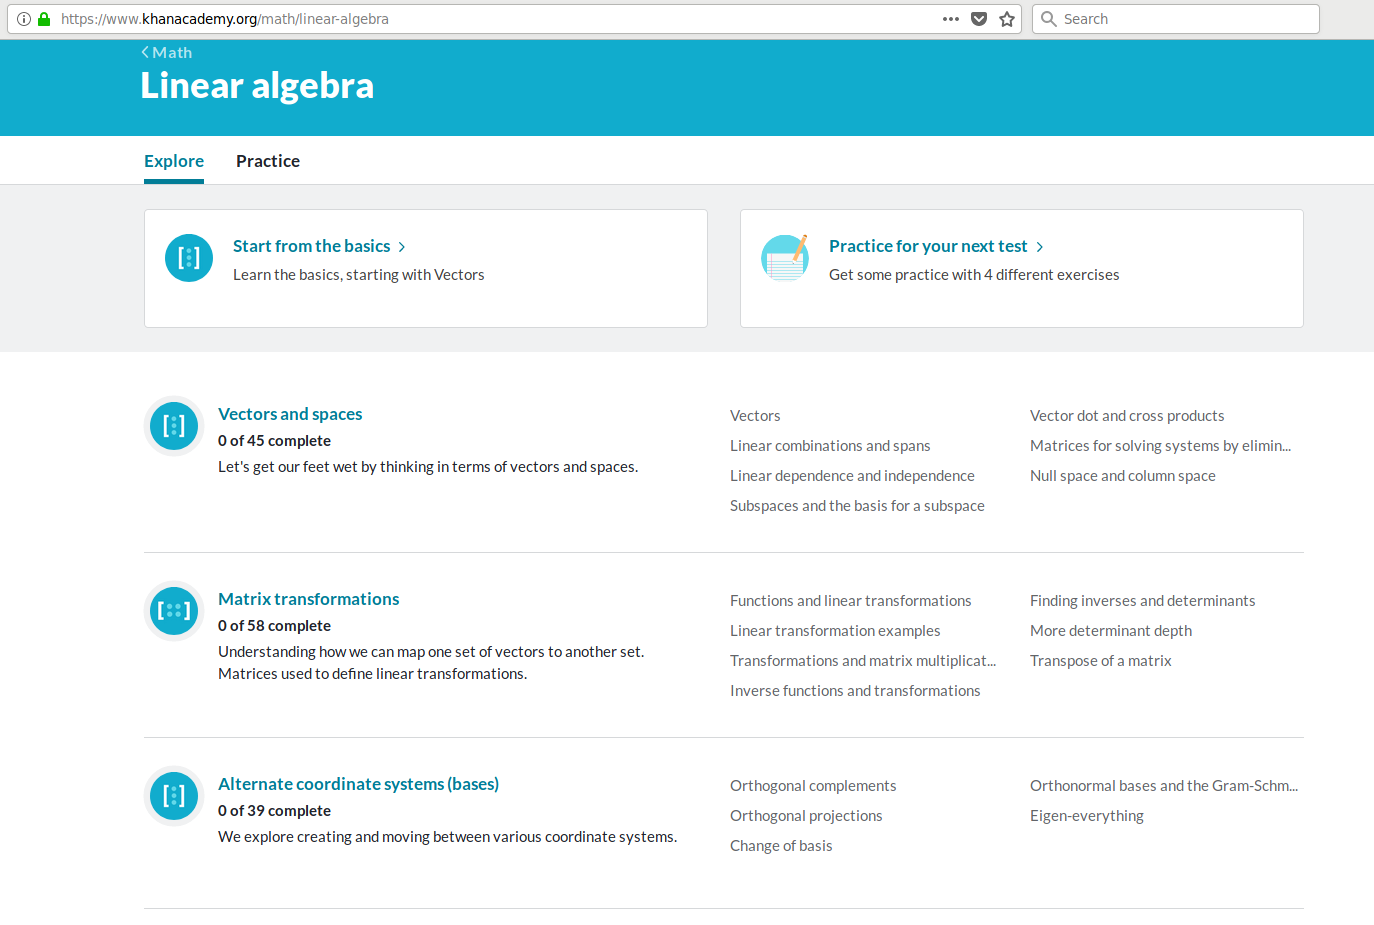 https://www.khanacademy.org/math/linear-algebra
Search
Math
Linear algebra
Explore
Practice
Start from the basics
Learn the basics, starting with Vectors
Practice for your next test
Get some practice with 4 different exercises
Vectors and spaces
0 of 45 complete
Let's get our feet wet by thinking in terms of vectors and spaces.
Vectors
Linear combinations and spans
Linear dependence and independence
Subspaces and the basis for a subspace
Vector dot and cross products
Matrices for solving systems by elimin...
Null space and column space
Matrix transformations
0 of 58 complete
Understanding how we can map one set of vectors to another set.
Matrices used to define linear transformations.
Functions and linear transformations
Linear transformation examples
Transformations and matrix multiplicat...
Inverse functions and transformations
Finding inverses and determinants
More determinant depth
Transpose of a matrix
Alternate coordinate systems (bases)
0 of 39 complete
We explore creating and moving between various coordinate systems.
Orthogonal complements
Orthogonal projections
Change of basis
Orthonormal bases and the Gram-Schm...
Eigen-everything